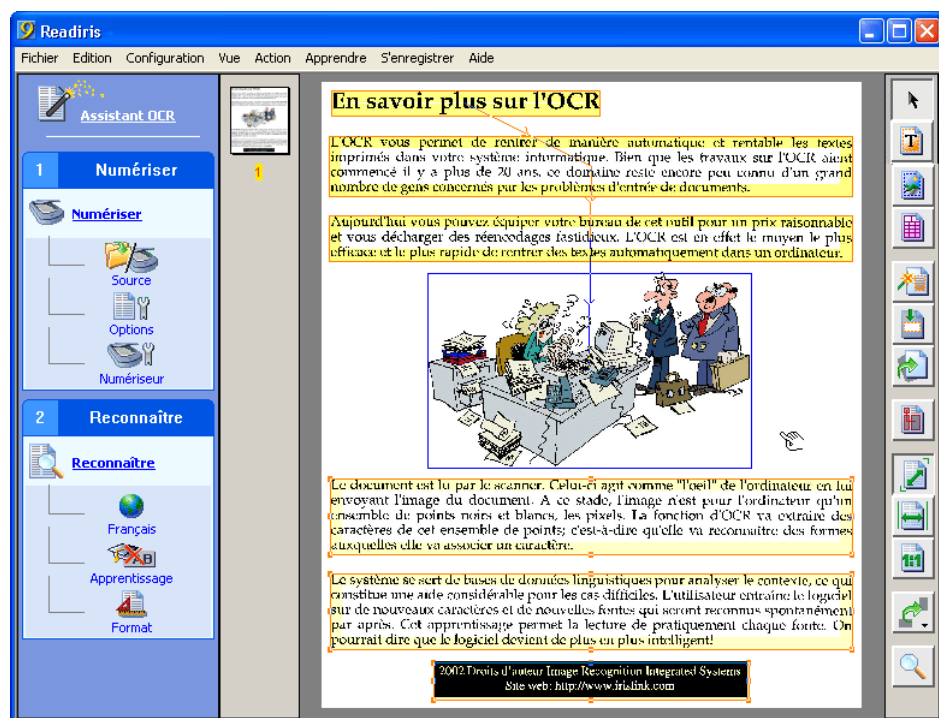 Readiris
Fichier Edition Configuration Vue Action Apprendre S'enregistrer Aide
Assistant OCR
1 Numériser
Numériser
Source
Options
Numériseur
2 Reconnaître
Reconnaître
Français
Apprentissage
Format
1
En savoir plus sur l'OCR
L'OCR vous permet de rentrer de manière automatique et rentable les textes
imprimés dans votre système informatique. Bien que les travaux sur l'OCR aient
commencé il y a plus de 20 ans, ce domaine reste encore peu connu d'un grand
nombre de gens concernés par les problèmes d'entrée de documents.
Aujourd'hui vous pouvez équiper votre bureau de cet outil pour un prix raisonnable
et vous décharger des réencodages fastidieux. L'OCR est en effet le moyen le plus
efficace et le plus rapide de rentrer des textes automatiquement dans un ordinateur.
Le document est lu par le scanner. Celui-ci agit comme "l'oeil" de l'ordinateur en lui
envoyant l'image du document. A ce stade, l'image n'est pour l'ordinateur qu'un
ensemble de points noirs et blancs, les pixels. La fonction d'OCR va extraire des
caractères de cet ensemble de points; c'est-à-dire qu'elle va reconnaître des formes
auxquelles elle va associer un caractère.
Le système se sert de bases de données linguistiques pour analyser le contexte, ce qui
constitue une aide considérable pour les cas difficiles. L'utilisateur entraîne le logiciel
sur de nouveaux caractères et de nouvelles fontes qui seront reconnus spontanément
par après. Cet apprentissage permet la lecture de pratiquement chaque fonte. On
pourrait dire que le logiciel devient de plus en plus intelligent!
2002 Droits d'auteur Image Recognition Integrated Systems
Site web: http://www.irislink.com
T
1:1